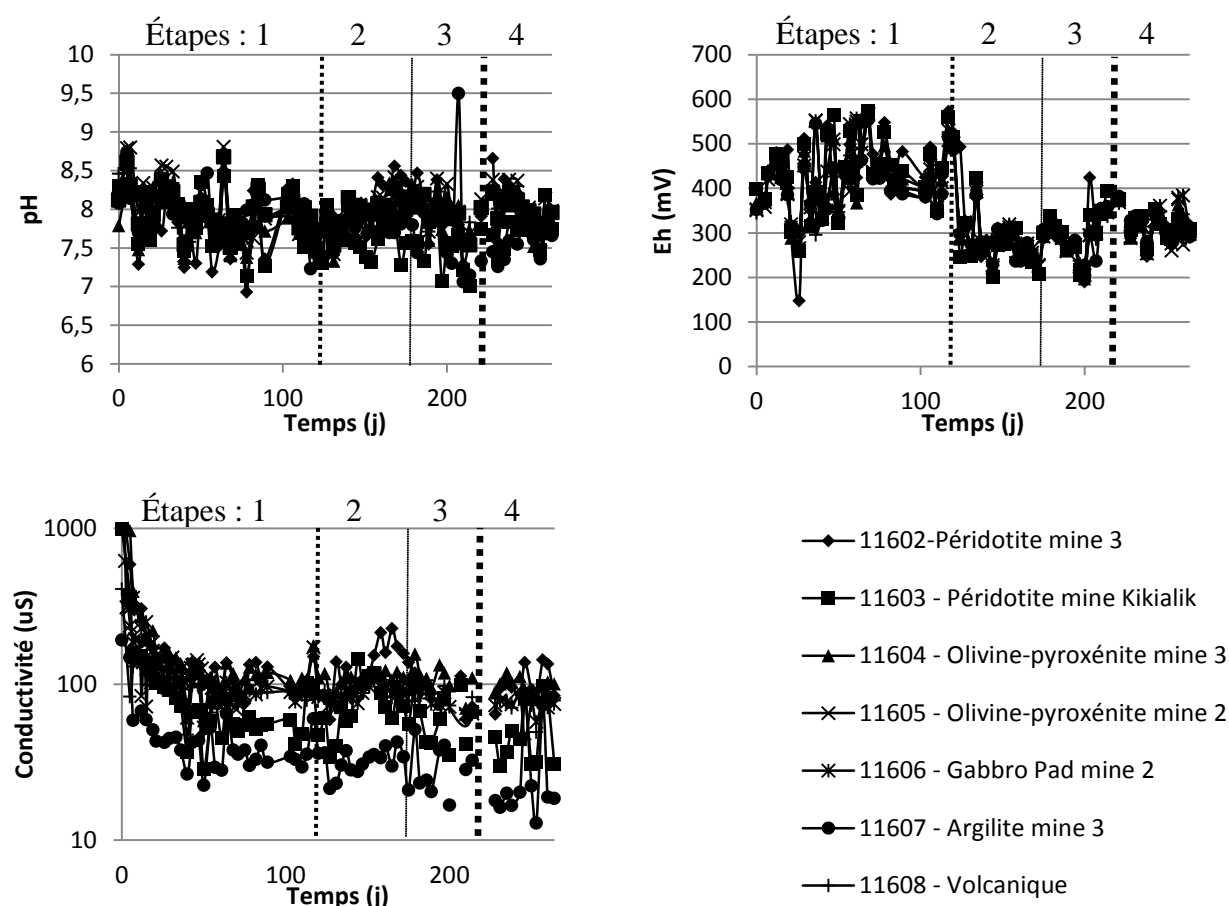 Étapes : 1 2 3 4
10
9,5
9
8,5
8
7,5
7
6,5
6
pH
0 100 200
Temps (j)
Étapes : 1 2 3 4
700
600
500
400
300
200
100
0
Eh (mV)
0 100 200
Temps (j)
Étapes : 1 2 3 4
1000
100
10
Conductivité (uS)
0 100 200
Temps (j)
11602-Péridotite mine 3
11603 - Péridotite mine Kikialik
11604 - Olivine-pyroxénite mine 3
11605 - Olivine-pyroxénite mine 2
11606 - Gabbro Pad mine 2
11607 - Argilite mine 3
11608 - Volcanique